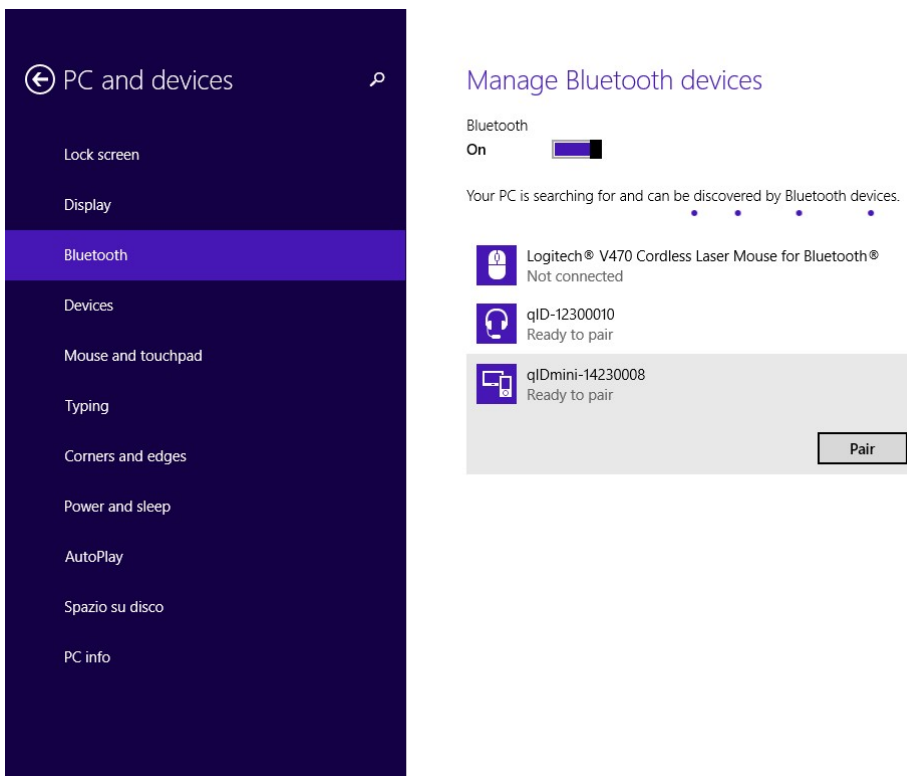 PC and devices
Lock screen
Display
Bluetooth
Devices
Mouse and touchpad
Typing
Corners and edges
Power and sleep
AutoPlay
Spazio su disco
PC info
Manage Bluetooth devices
Bluetooth
On
Your PC is searching for and can be discovered by Bluetooth devices.
Logitech® V470 Cordless Laser Mouse for Bluetooth®
Not connected
qID-12300010
Ready to pair
qIDmini-14230008
Ready to pair
Pair